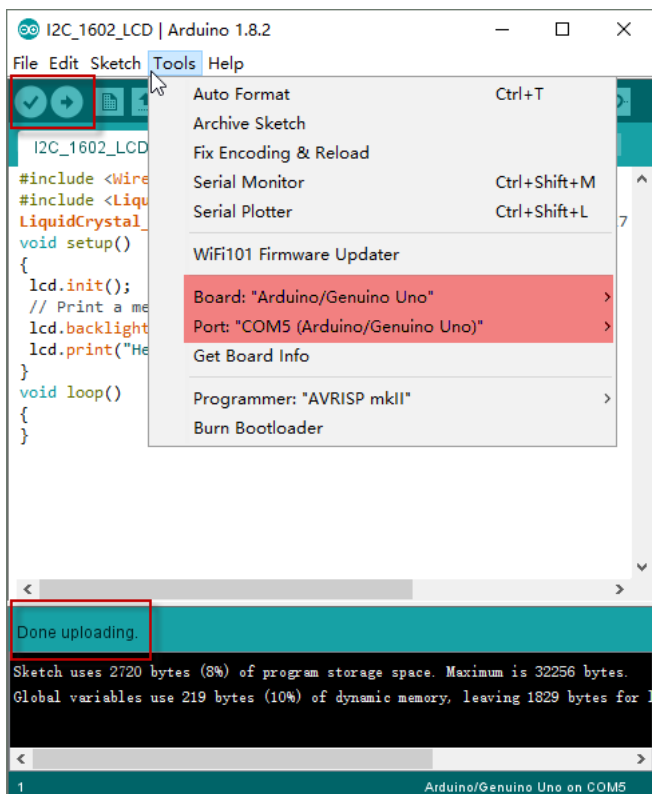 I2C_1602_LCD | Arduino 1.8.2
File Edit Sketch Tools Help
Auto Format Ctrl+T
Archive Sketch
Fix Encoding & Reload
Serial Monitor Ctrl+Shift+M
Serial Plotter Ctrl+Shift+L
WiFi101 Firmware Updater
Board: "Arduino/Genuino Uno"
Port: "COM5 (Arduino/Genuino Uno)"
Get Board Info
Programmer: "AVRISP mkII"
Burn Bootloader
I2C_1602_LCD
#include <Wire
#include <Liqu
LiquidCrystal_ 7
void setup()
{
lcd.init();
// Print a me
lcd.backlight
lcd.print("He
}
void loop()
{
}
Done uploading.
Sketch uses 2720 bytes (8%) of program storage space. Maximum is 32256 bytes.
Global variables use 219 bytes (10%) of dynamic memory, leaving 1829 bytes for l
1 Arduino/Genuino Uno on COM5